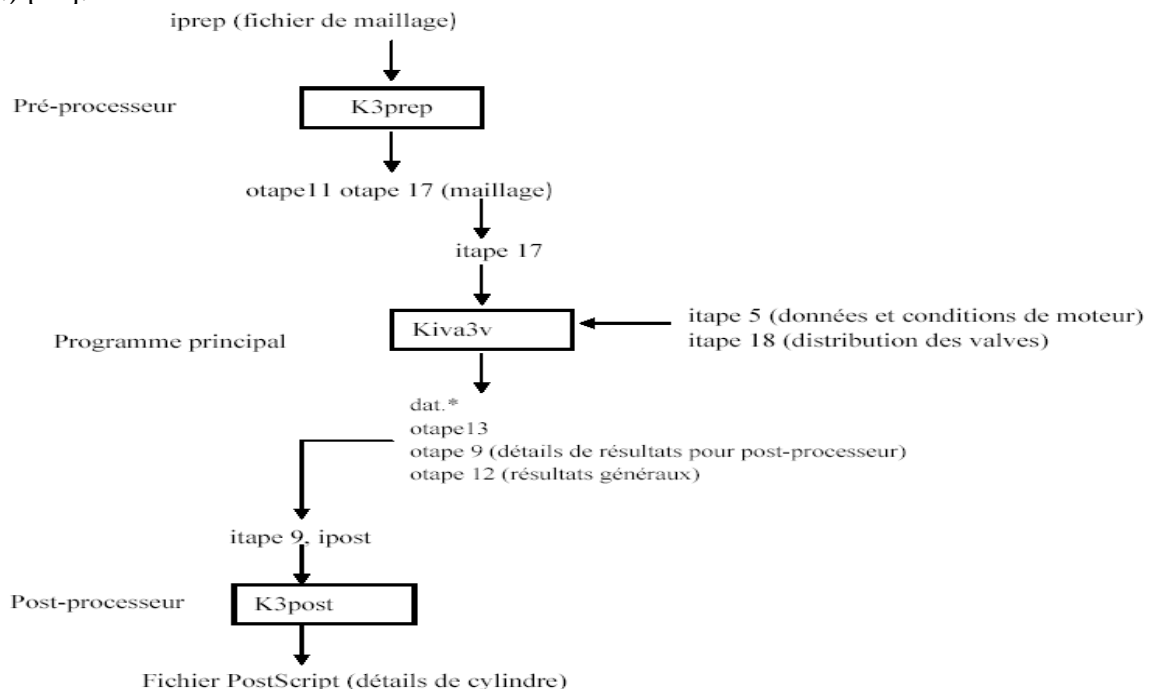 iprep (fichier de maillage)
Pré-processeur
K3prep
otape11 otape 17 (maillage)
itape 17
Programme principal
Kiva3v
itape 5 (données et conditions de moteur)
itape 18 (distribution des valves)
dat.*
otape13
otape 9 (détails de résultats pour post-processeur)
otape 12 (résultats généraux)
itape 9, ipost
Post-processeur
K3post
Fichier PostScript (détails de cylindre)